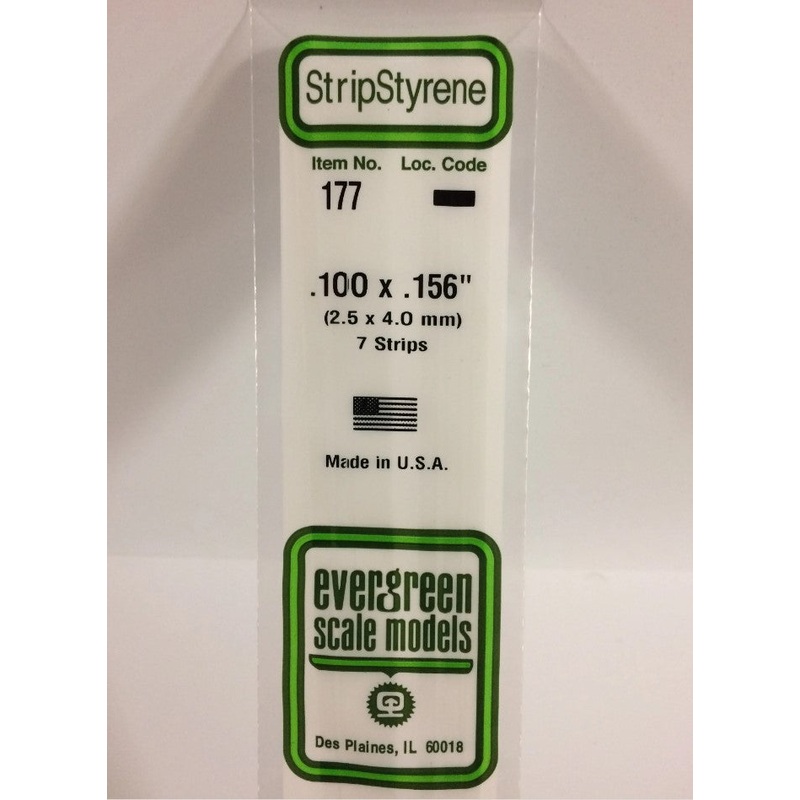 StripStyrene
Item No. Loc. Code
177
.100 x .156"
(2.5 x 4.0 mm)
7 Strips
Made in U.S.A.
evergreen
scale models
Des Plaines, IL 60018